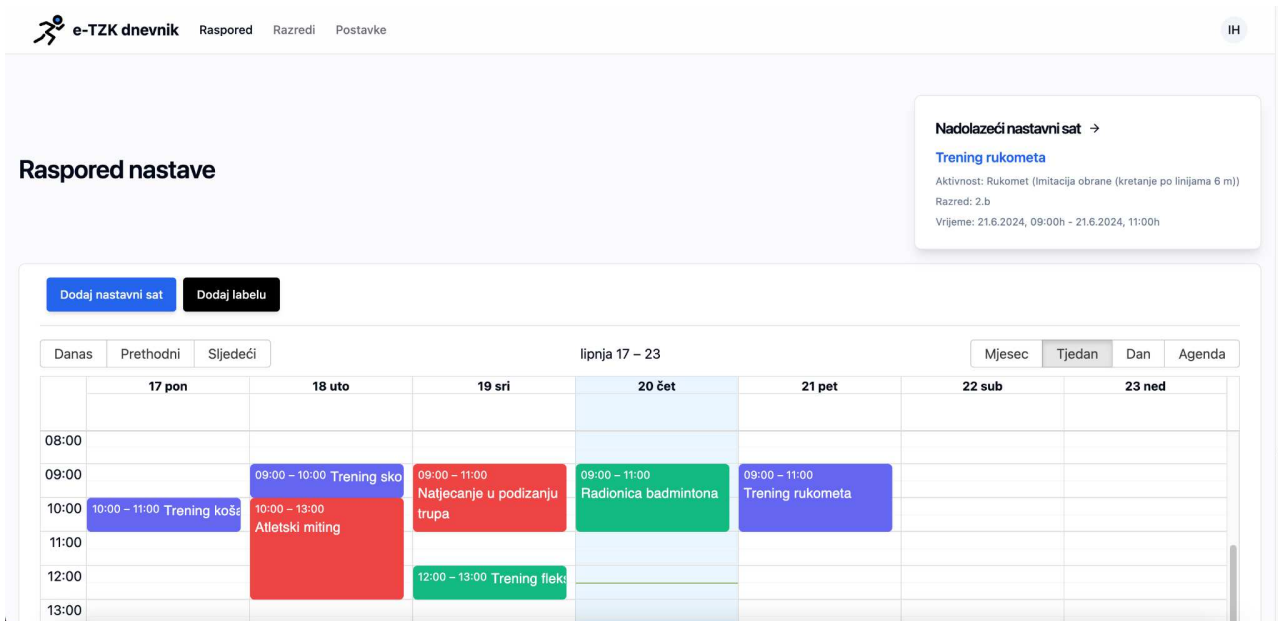 e-TZK dnevnik Raspored Razredi Postavke IH
Nadolazeći nastavni sat →
Trening rukometa
Aktivnost: Rukomet (Imitacija obrane (kretanje po linijama 6 m))
Razred: 2.b
Vrijeme: 21.6.2024, 09:00h - 21.6.2024, 11:00h
Raspored nastave
Dodaj nastavni sat Dodaj labelu
Danas Prethodni Sljedeći lipnja 17 – 23 Mjesec Tjedan Dan Agenda
17 pon 18 uto 19 sri 20 čet 21 pet 22 sub 23 ned
08:00
09:00
10:00
11:00
12:00
13:00
10:00 – 11:00 Trening koša
09:00 – 10:00 Trening sko
10:00 – 13:00
Atletski miting
09:00 – 11:00
Natjecanje u podizanju
trupa
12:00 – 13:00 Trening fleks
09:00 – 11:00
Radionica badmintona
09:00 – 11:00
Trening rukometa